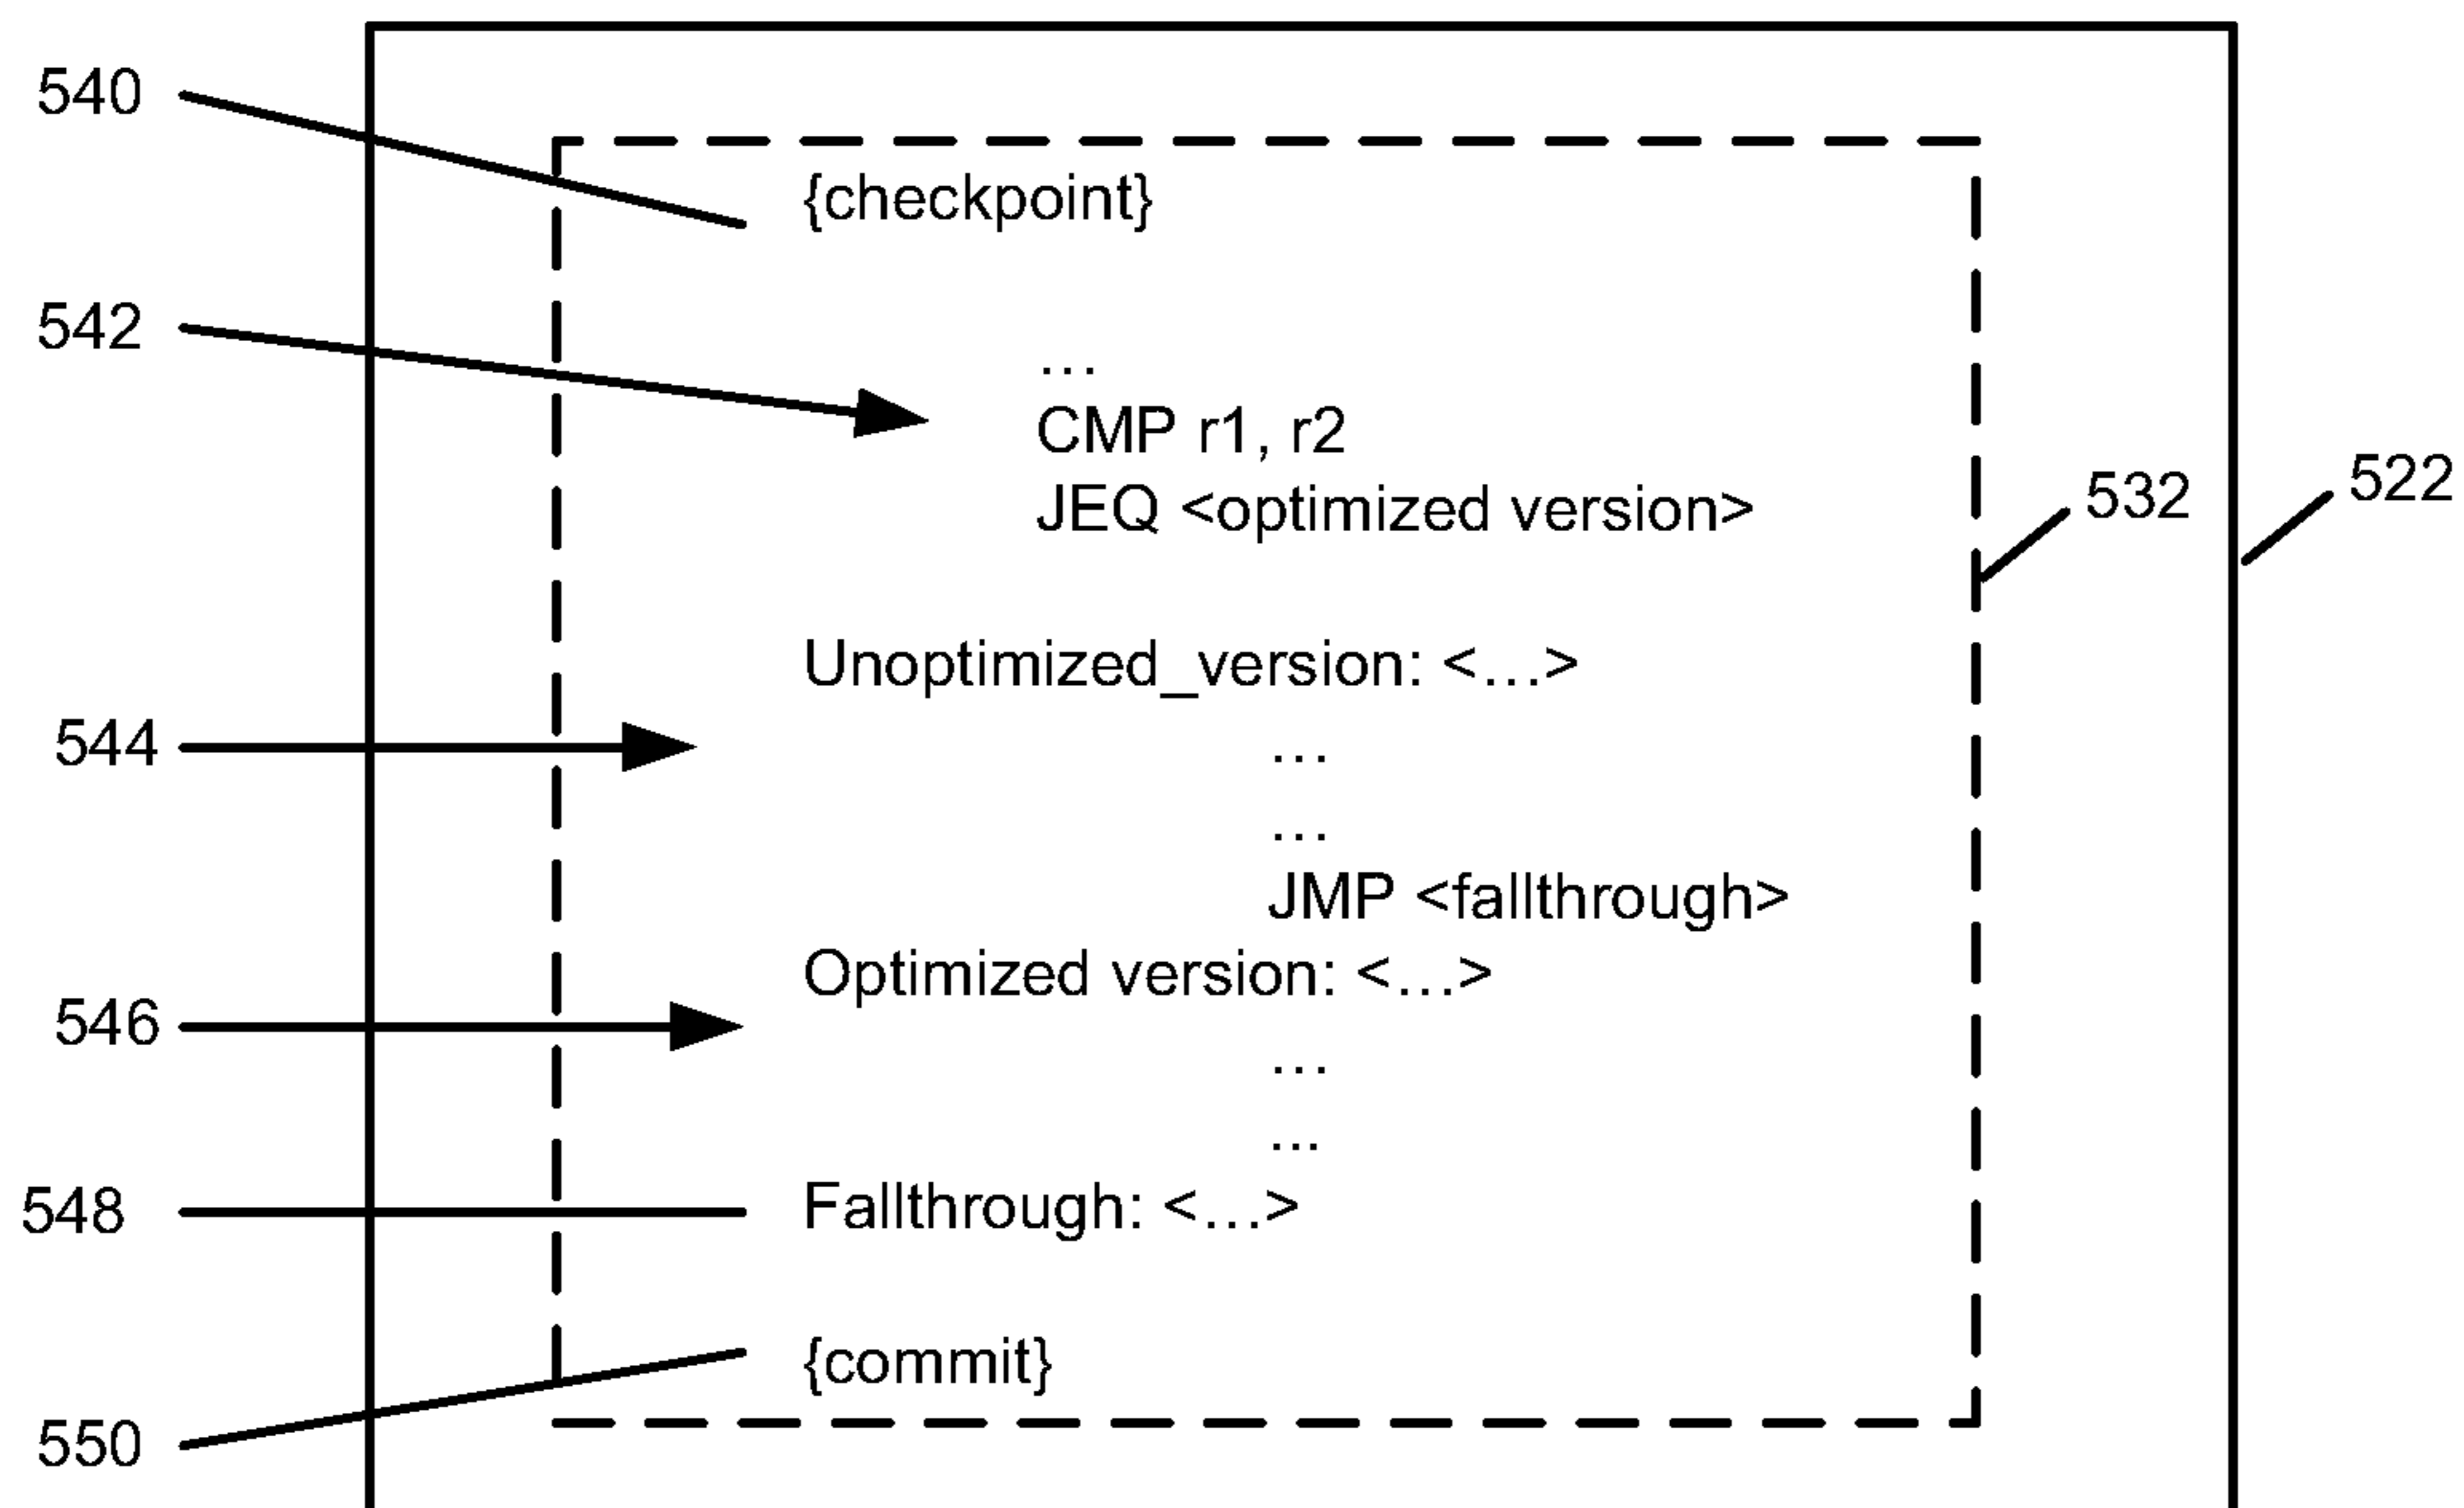 540
{checkpoint}
542
...
CMP r1, r2
JEQ <optimized version>
532
522
Unoptimized_version: <...>
544
...
...
JMP <fallthrough>
Optimized version: <...>
546
...
...
548
Fallthrough: <...>
{commit}
550